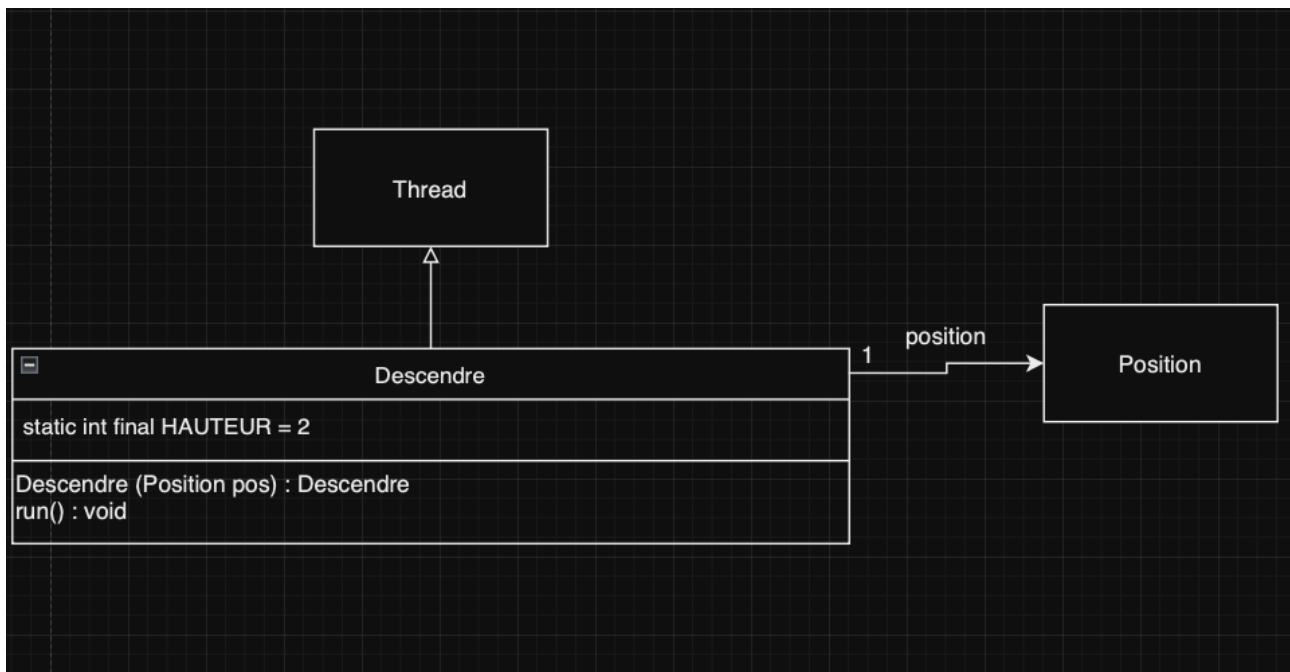 Thread
position
1
Position
Descendre
static int final HAUTEUR = 2
Descendre (Position pos) : Descendre
run() : void